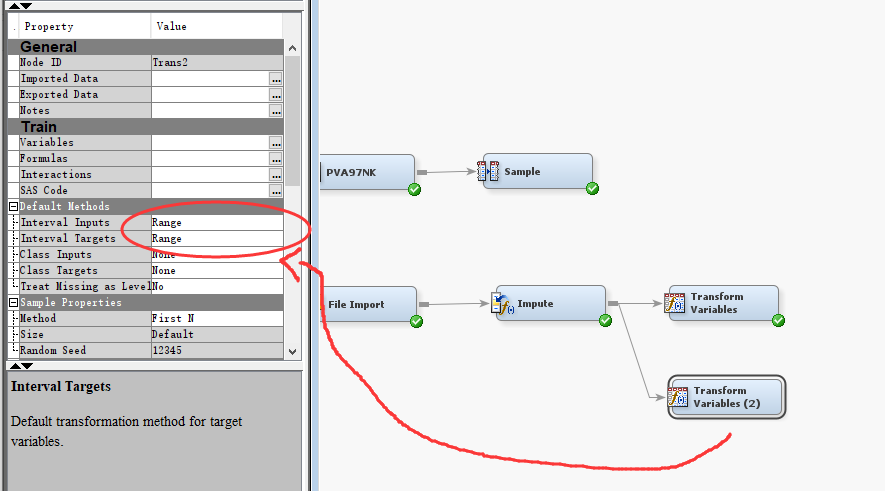 Property Value
General
Node ID Trans2
Imported Data ...
Exported Data ...
Notes ...
Train
Variables ...
Formulas ...
Interactions ...
SAS Code ...
Default Methods
Interval Inputs Range
Interval Targets Range
Class Inputs None
Class Targets None
Treat Missing as Level No
Sample Properties
Method First N
Size Default
Random Seed 12345
Interval Targets
Default transformation method for target
variables.
PVA97NK
Sample
File Import
Impute
Transform
Variables
Transform
Variables (2)